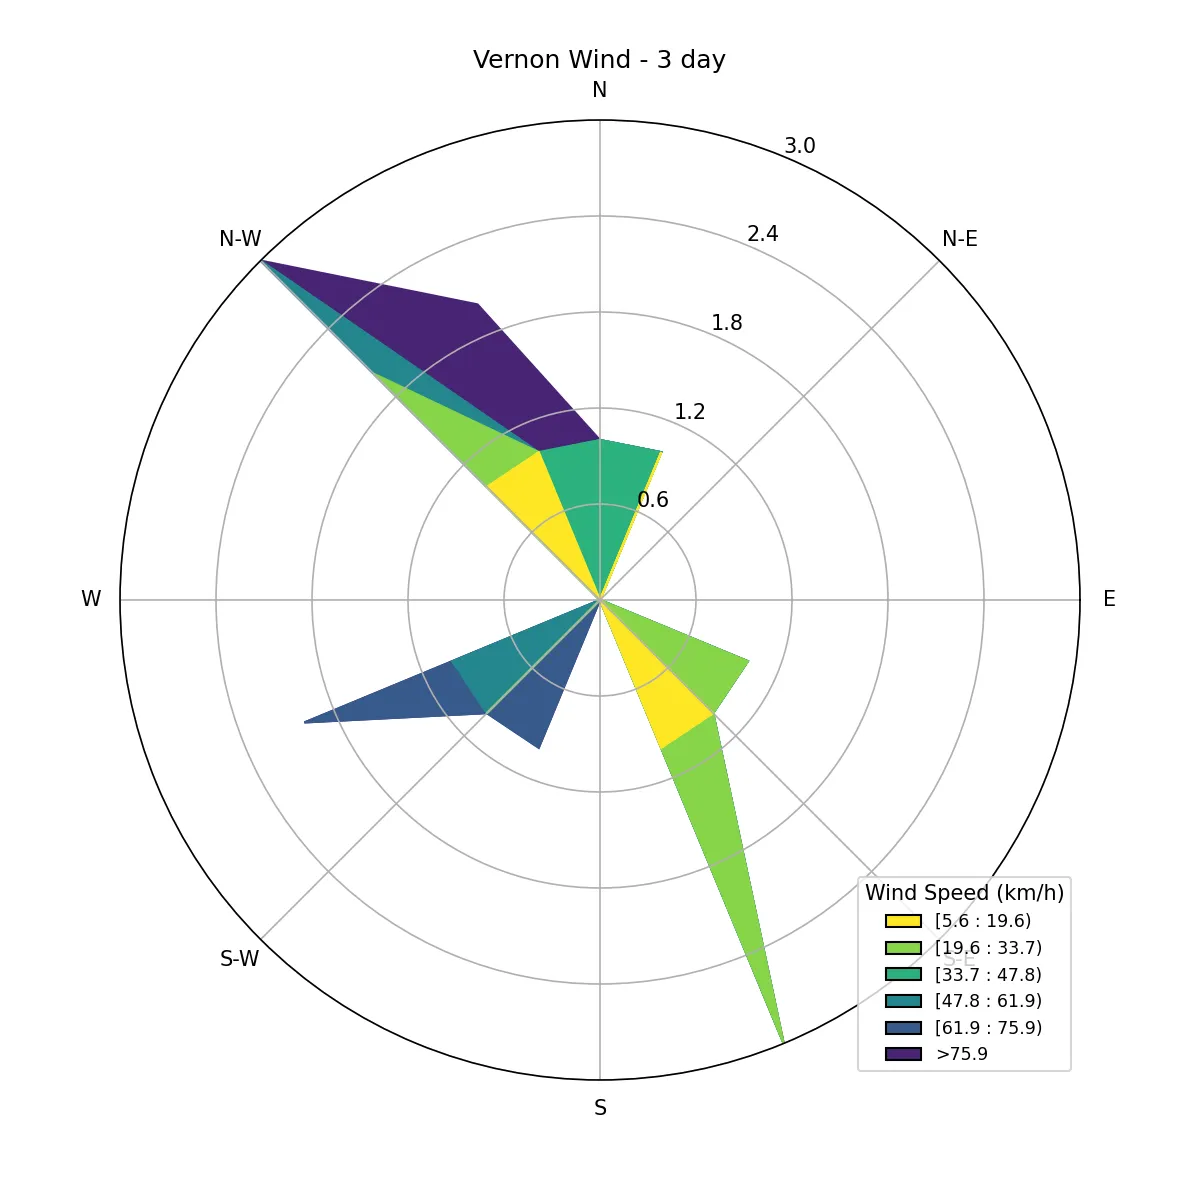 Vernon Wind - 3 day
N
3.0
N-W
2.4
N-E
1.8
1.2
0.6
W
E
Wind Speed (km/h)
[5.6 : 19.6)
[19.6 : 33.7)
S-W
S-E
[33.7 : 47.8)
[47.8 : 61.9)
[61.9 : 75.9)
>75.9
S